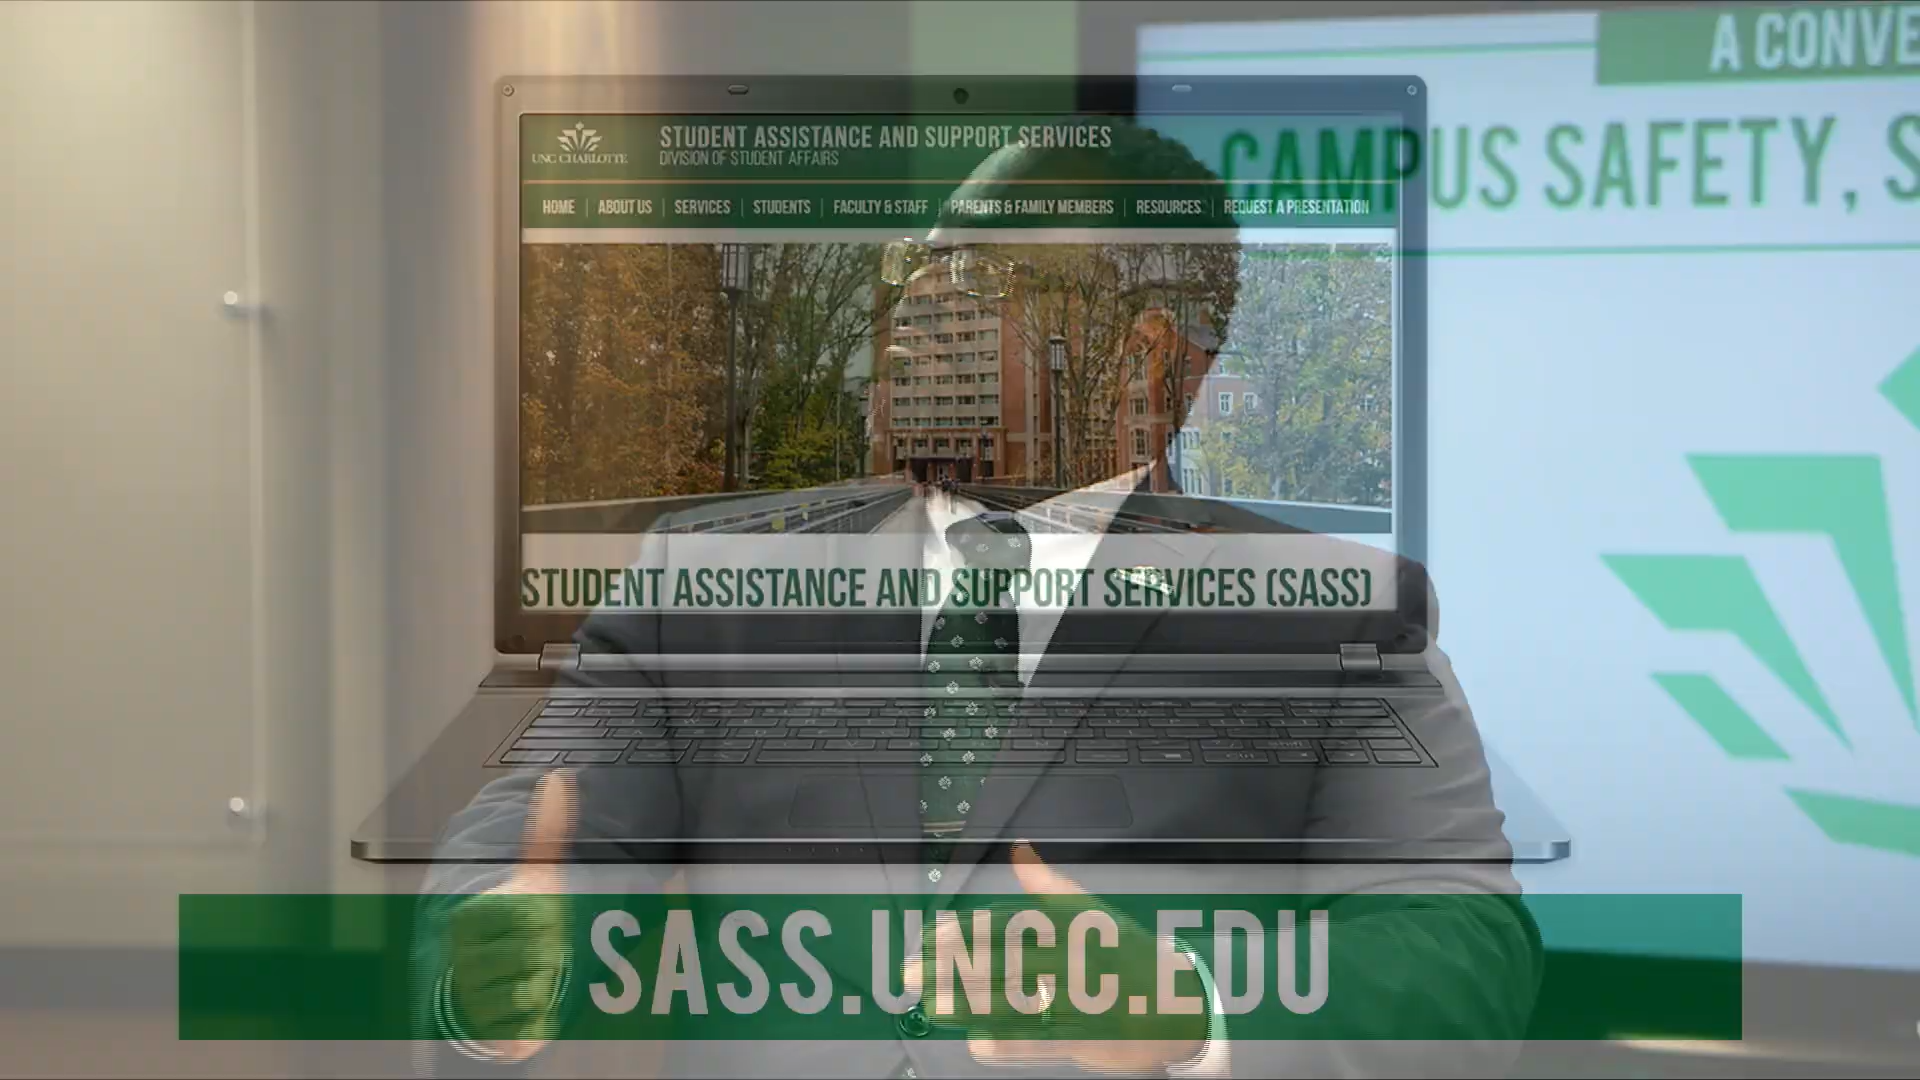 A CONVE
CAMPUS SAFETY, S
UNC CHARLOTTE
STUDENT ASSISTANCE AND SUPPORT SERVICES
DIVISION OF STUDENT AFFAIRS
HOME | ABOUT US | SERVICES | STUDENTS | FACULTY & STAFF | PARENTS & FAMILY MEMBERS | RESOURCES | REQUEST A PRESENTATION
STUDENT ASSISTANCE AND SUPPORT SERVICES (SASS)
SASS.UNCC.EDU